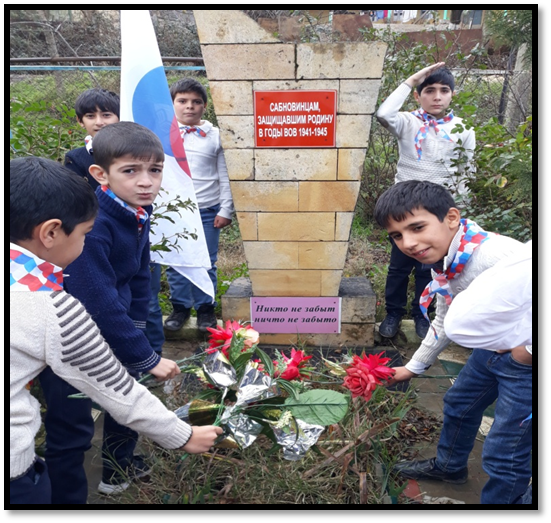 САБНОВИНЦАМ,
ЗАЩИЩАВШИМ РОДИНУ
В ГОДЫ ВОВ 1941-1945
Никто не забыт
ничто не забыто